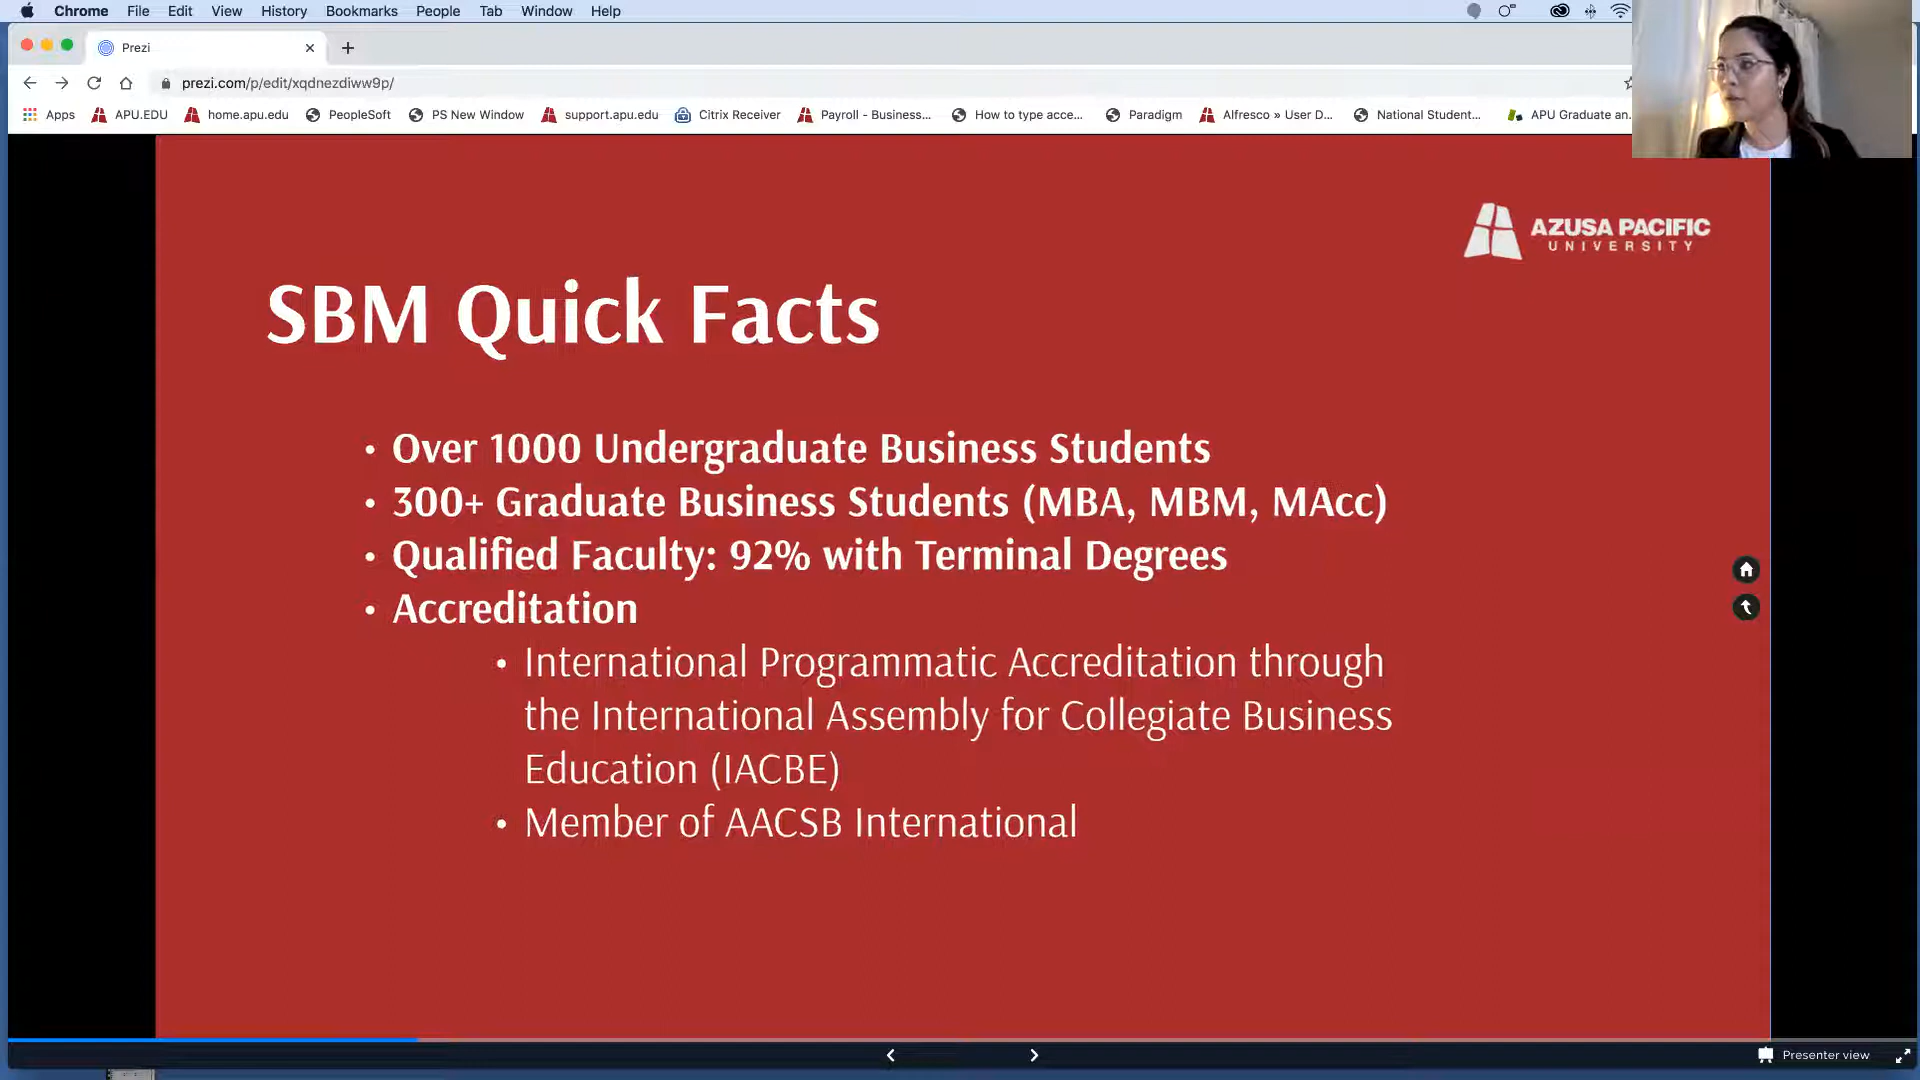 Chrome File Edit View History Bookmarks People Tab Window Help
Prezi
prezi.com/p/edit/xqdnezdiww9p/
Apps APU.EDU home.apu.edu PeopleSoft PS New Window support.apu.edu Citrix Receiver Payroll - Business... How to type acce... Paradigm Alfresco » User D... National Student... APU Graduate an...
AZUSA PACIFIC
UNIVERSITY
SBM Quick Facts
• Over 1000 Undergraduate Business Students
• 300+ Graduate Business Students (MBA, MBM, MAcc)
• Qualified Faculty: 92% with Terminal Degrees
• Accreditation
• International Programmatic Accreditation through
the International Assembly for Collegiate Business
Education (IACBE)
• Member of AACSB International
Presenter view